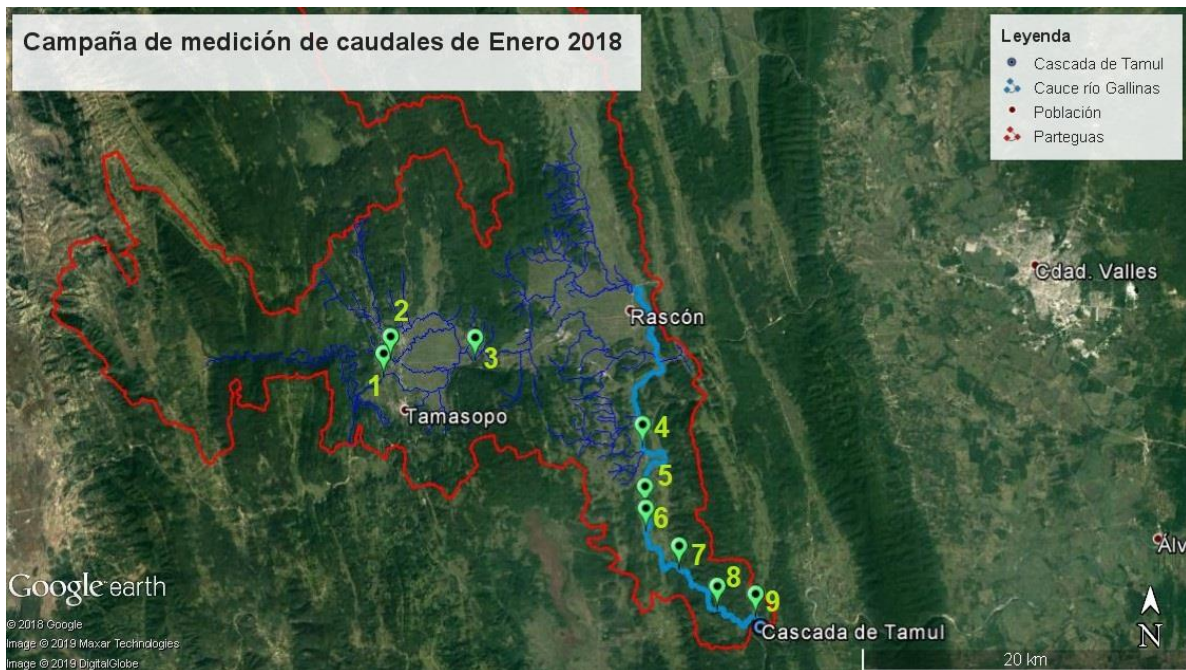 Campaña de medición de caudales de Enero 2018
Leyenda
Cascada de Tamul
Cauce río Gallinas
Población
Parteguas
Cdad. Valles
Rascón
2
3
1
Tamasopo
4
5
6
Álv
7
8
9
Cascada de Tamul
Google earth
© 2018 Google
Image © 2019 Maxar Technologies
Image © 2019 DigitalGlobe
N
20 km